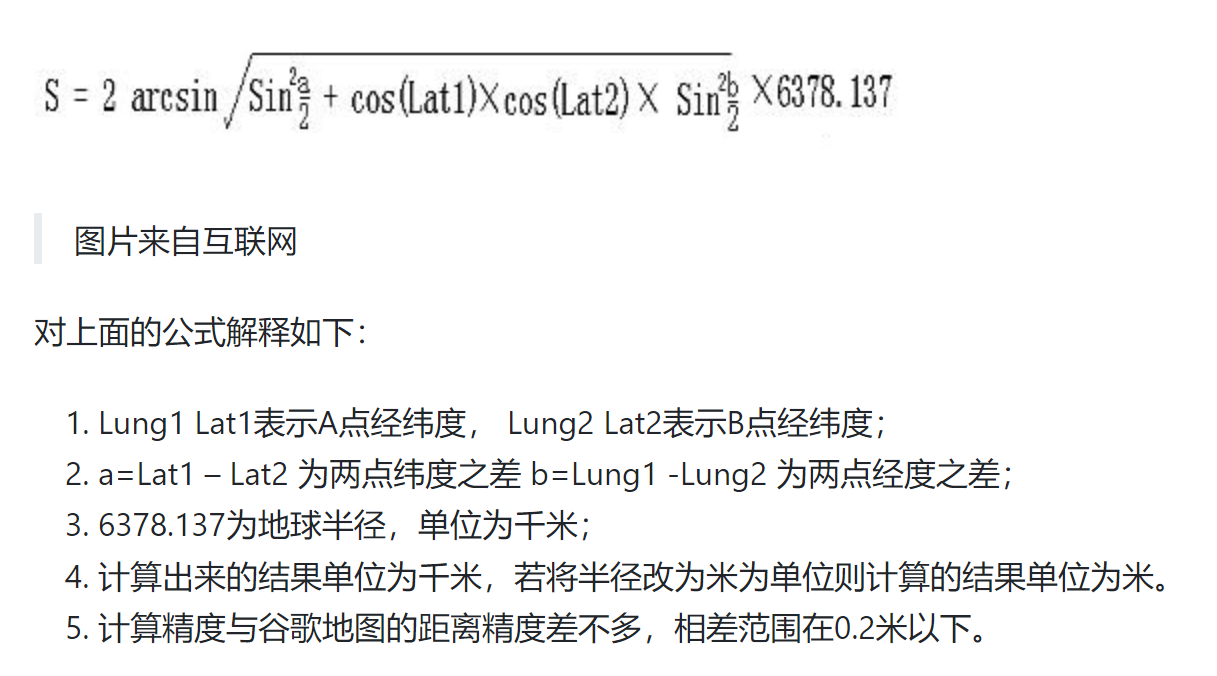 S = 2 arcsin√(Sin²a/2 + cos(Lat1)×cos(Lat2)× Sin²b/2) ×6378.137
图片来自互联网
对上面的公式解释如下：
1. Lung1 Lat1表示A点经纬度， Lung2 Lat2表示B点经纬度；
2. a=Lat1 – Lat2 为两点纬度之差 b=Lung1 -Lung2 为两点经度之差；
3. 6378.137为地球半径，单位为千米；
4. 计算出来的结果单位为千米，若将半径改为米为单位则计算的结果单位为米。
5. 计算精度与谷歌地图的距离精度差不多，相差范围在0.2米以下。